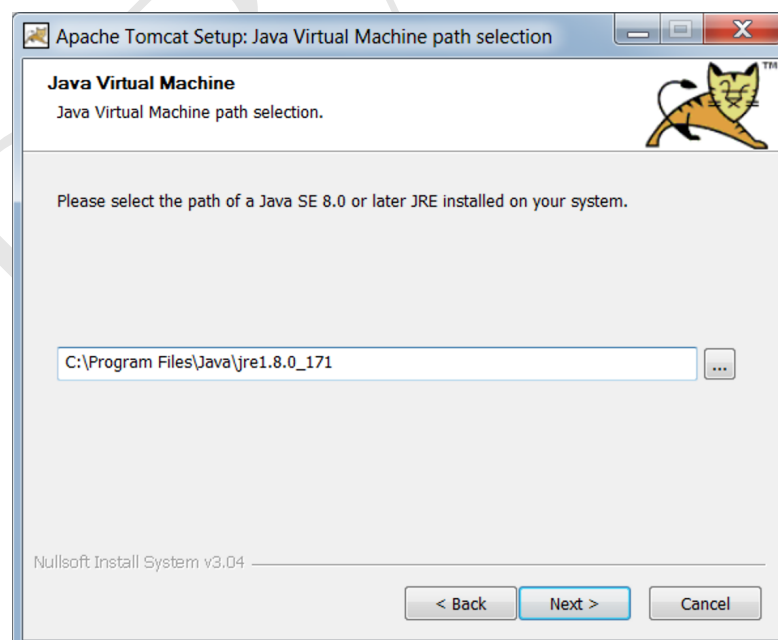 Apache Tomcat Setup: Java Virtual Machine path selection
Java Virtual Machine
Java Virtual Machine path selection.
TM
Please select the path of a Java SE 8.0 or later JRE installed on your system.
C:\Program Files\Java\jre1.8.0_171
...
Nullsoft Install System v3.04
< Back Next > Cancel